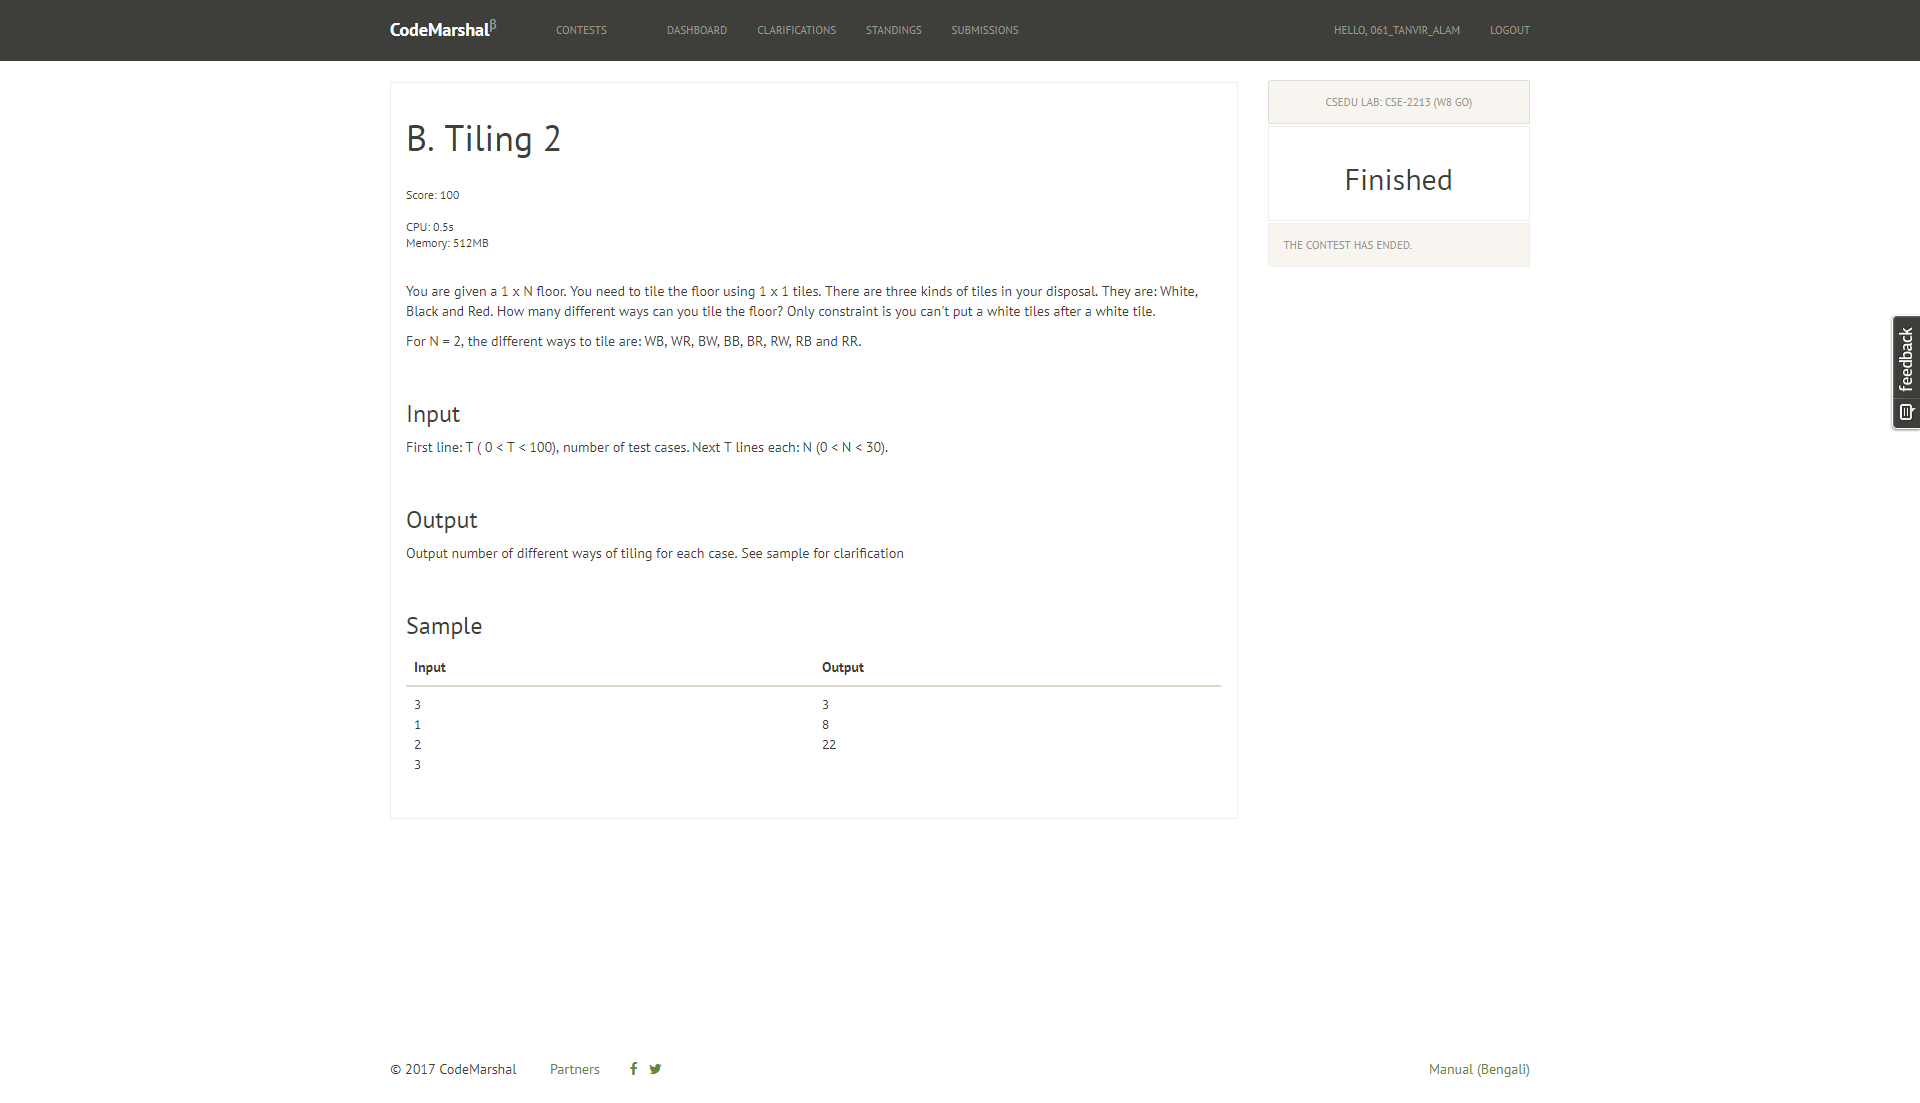 CodeMarshalβ CONTESTS DASHBOARD CLARIFICATIONS STANDINGS SUBMISSIONS HELLO, 061_TANVIR_ALAM LOGOUT
B. Tiling 2
Score: 100
CPU: 0.5s
Memory: 512MB
You are given a 1 x N floor. You need to tile the floor using 1 x 1 tiles. There are three kinds of tiles in your disposal. They are: White,
Black and Red. How many different ways can you tile the floor? Only constraint is you can't put a white tiles after a white tile.
For N = 2, the different ways to tile are: WB, WR, BW, BB, BR, RW, RB and RR.
Input
First line: T ( 0 < T < 100), number of test cases. Next T lines each: N (0 < N < 30).
Output
Output number of different ways of tiling for each case. See sample for clarification
Sample
Input Output
3 3
1 8
2 22
3
CSEDU LAB: CSE-2213 (W8 GO)
Finished
THE CONTEST HAS ENDED.
feedback
© 2017 CodeMarshal Partners Manual (Bengali)